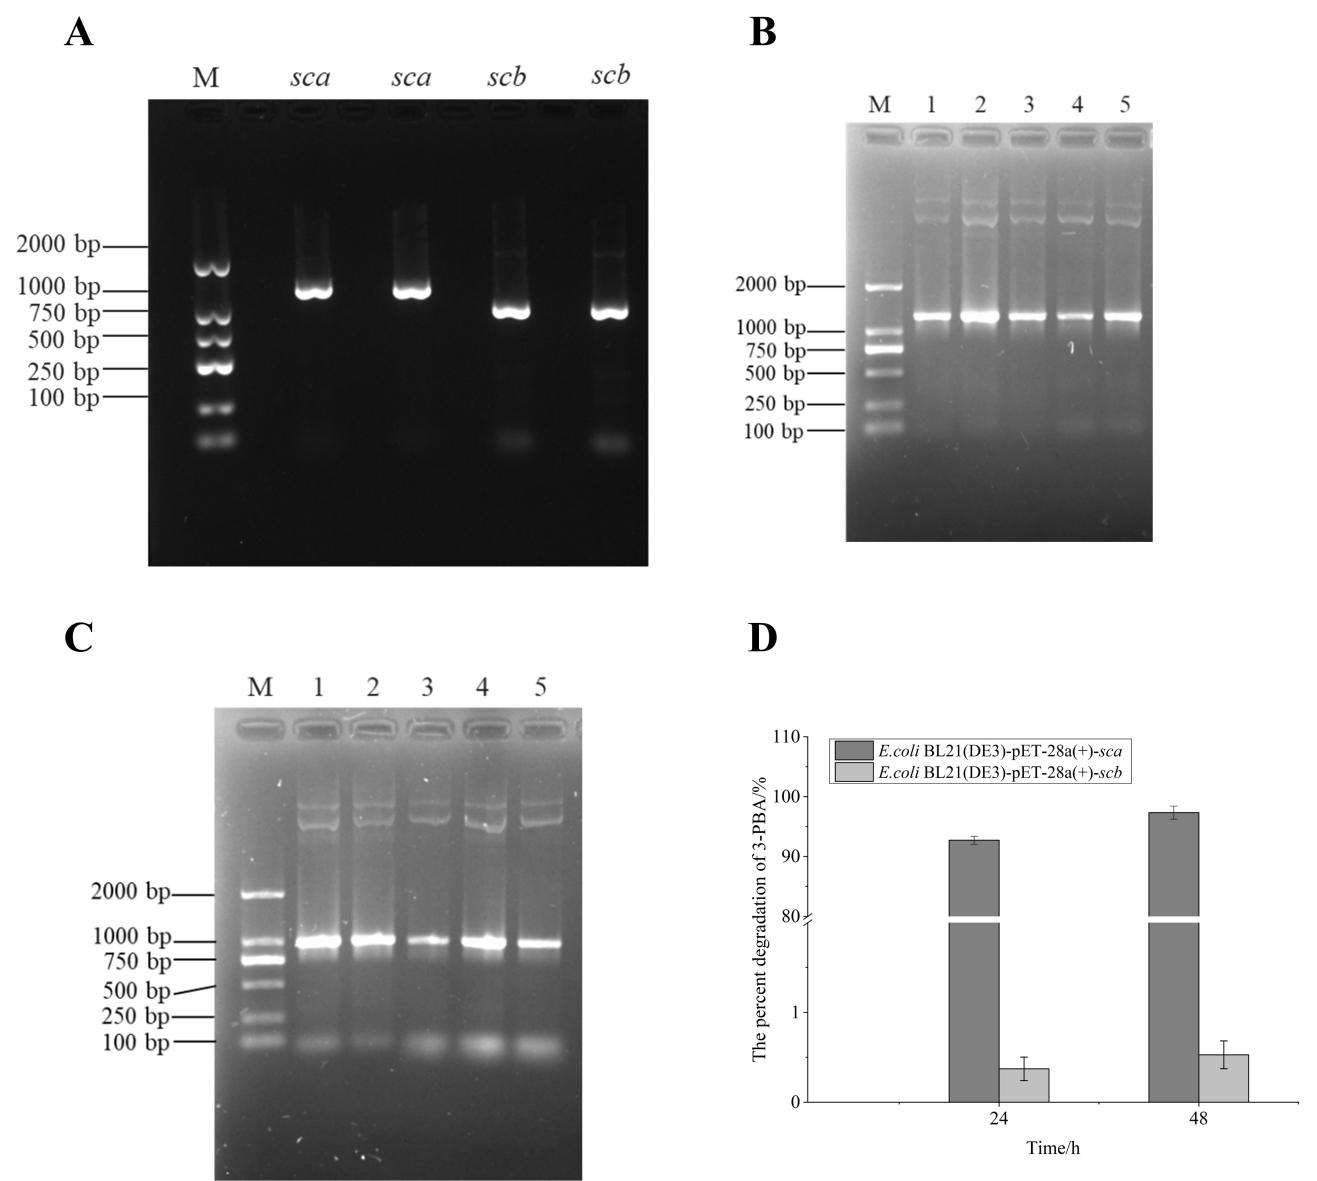 A
M sca sca scb scb
2000 bp
1000 bp
750 bp
500 bp
250 bp
100 bp
B
M 1 2 3 4 5
2000 bp
1000 bp
750 bp
500 bp
250 bp
100 bp
C
M 1 2 3 4 5
2000 bp
1000 bp
750 bp
500 bp
250 bp
100 bp
D
The percent degradation of 3-PBA/%
110
100
90
80
1
0
E.coli BL21(DE3)-pET-28a(+)-sca
E.coli BL21(DE3)-pET-28a(+)-scb
24 48
Time/h